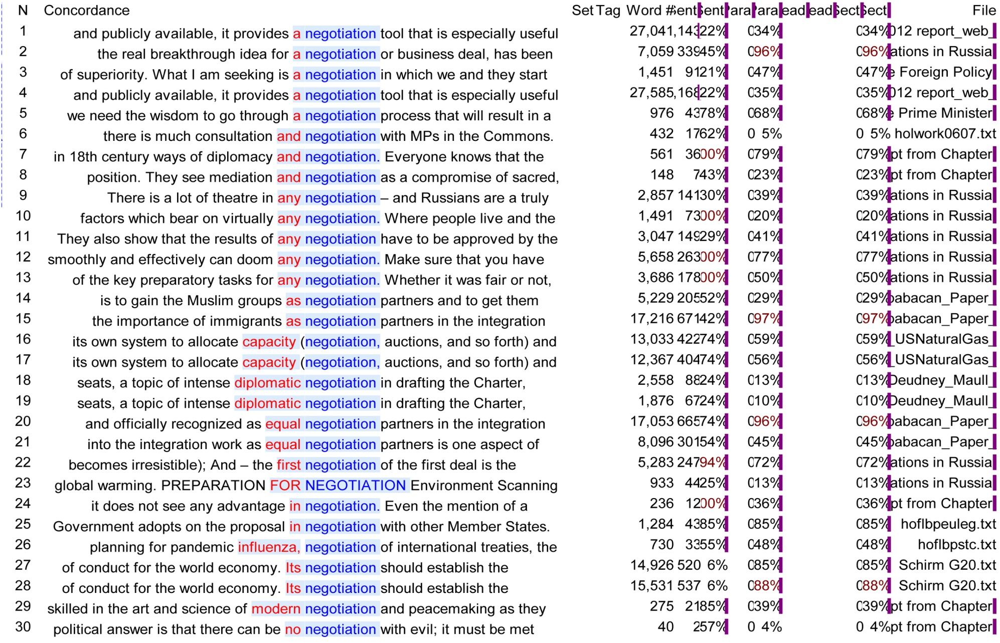 N Concordance Set Tag Word # Sent Sent Para Para ead ead Sect Sect File
1 and publicly available, it provides a negotiation tool that is especially useful 27,041 ,143 22% 0 34% 0 34% 012 report_web_
2 the real breakthrough idea for a negotiation or business deal, has been 7,059 339 45% 0 96% 0 96% ations in Russia
3 of superiority. What I am seeking is a negotiation in which we and they start 1,451 91 21% 0 47% 0 47% e Foreign Policy
4 and publicly available, it provides a negotiation tool that is especially useful 27,585 ,168 22% 0 35% 0 35% 012 report_web_
5 we need the wisdom to go through a negotiation process that will result in a 976 43 78% 0 68% 0 68% e Prime Minister
6 there is much consultation and negotiation with MPs in the Commons. 432 17 62% 0 5% 0 5% holwork0607.txt
7 in 18th century ways of diplomacy and negotiation. Everyone knows that the 561 36 00% 0 79% 0 79% pt from Chapter
8 position. They see mediation and negotiation as a compromise of sacred, 148 7 43% 0 23% 0 23% pt from Chapter
9 There is a lot of theatre in any negotiation – and Russians are a truly 2,857 141 30% 0 39% 0 39% ations in Russia
10 factors which bear on virtually any negotiation. Where people live and the 1,491 73 00% 0 20% 0 20% ations in Russia
11 They also show that the results of any negotiation have to be approved by the 3,047 149 29% 0 41% 0 41% ations in Russia
12 smoothly and effectively can doom any negotiation. Make sure that you have 5,658 263 00% 0 77% 0 77% ations in Russia
13 of the key preparatory tasks for any negotiation. Whether it was fair or not, 3,686 178 00% 0 50% 0 50% ations in Russia
14 is to gain the Muslim groups as negotiation partners and to get them 5,229 205 52% 0 29% 0 29% babacan_Paper_
15 the importance of immigrants as negotiation partners in the integration 17,216 671 42% 0 97% 0 97% babacan_Paper_
16 its own system to allocate capacity (negotiation, auctions, and so forth) and 13,033 422 74% 0 59% 0 59% _USNaturalGas_
17 its own system to allocate capacity (negotiation, auctions, and so forth) and 12,367 404 74% 0 56% 0 56% _USNaturalGas_
18 seats, a topic of intense diplomatic negotiation in drafting the Charter, 2,558 88 24% 0 13% 0 13% Deudney_Maull_
19 seats, a topic of intense diplomatic negotiation in drafting the Charter, 1,876 67 24% 0 10% 0 10% Deudney_Maull_
20 and officially recognized as equal negotiation partners in the integration 17,053 665 74% 0 96% 0 96% babacan_Paper_
21 into the integration work as equal negotiation partners is one aspect of 8,096 301 54% 0 45% 0 45% babacan_Paper_
22 becomes irresistible); And – the first negotiation of the first deal is the 5,283 247 94% 0 72% 0 72% ations in Russia
23 global warming. PREPARATION FOR NEGOTIATION Environment Scanning 933 44 25% 0 13% 0 13% ations in Russia
24 it does not see any advantage in negotiation. Even the mention of a 236 12 00% 0 36% 0 36% pt from Chapter
25 Government adopts on the proposal in negotiation with other Member States. 1,284 43 85% 0 85% 0 85% hoflbpeuleg.txt
26 planning for pandemic influenza, negotiation of international treaties, the 730 33 55% 0 48% 0 48% hoflbpstc.txt
27 of conduct for the world economy. Its negotiation should establish the 14,926 520 6% 0 85% 0 85% Schirm G20.txt
28 of conduct for the world economy. Its negotiation should establish the 15,531 537 6% 0 88% 0 88% Schirm G20.txt
29 skilled in the art and science of modern negotiation and peacemaking as they 275 21 85% 0 39% 0 39% pt from Chapter
30 political answer is that there can be no negotiation with evil; it must be met 40 2 57% 0 4% 0 4% pt from Chapter